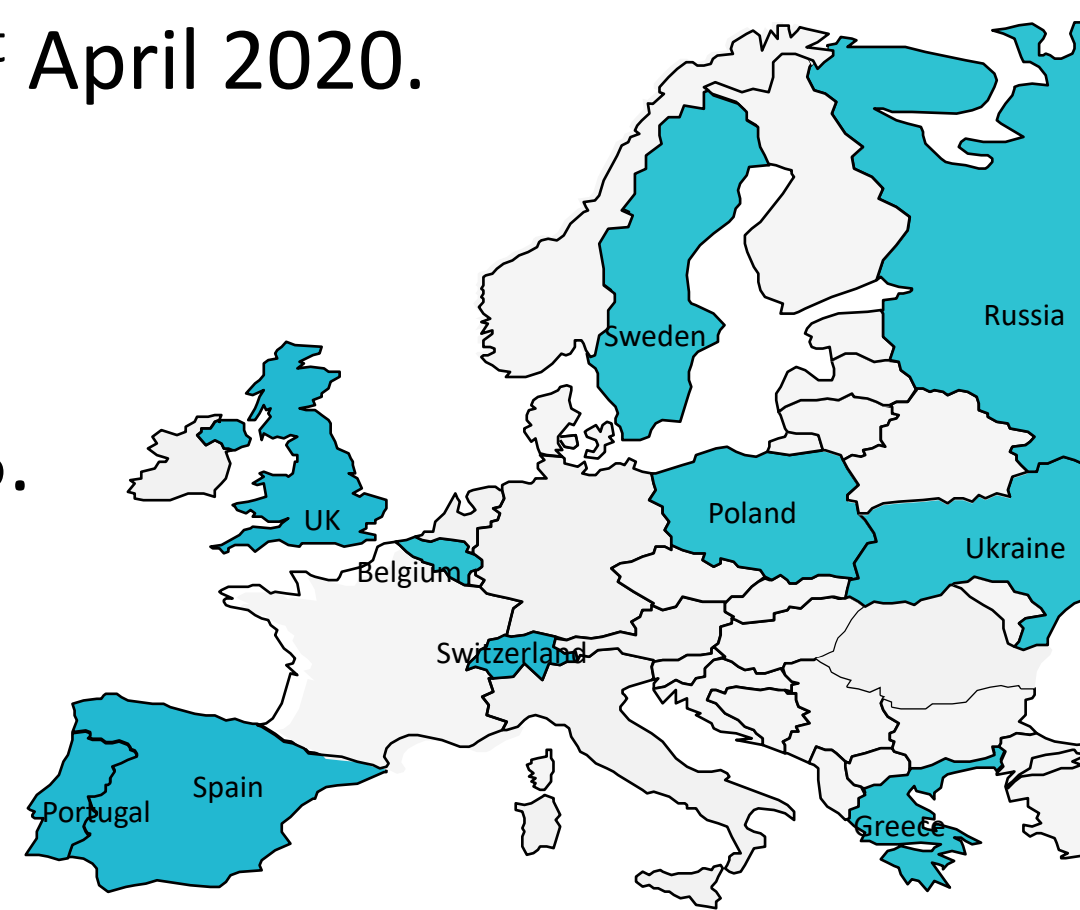 April 2020.
Russia
Sweden
Poland
UK
Ukraine
Belgium
Switzerland
Spain
Portugal
Greece